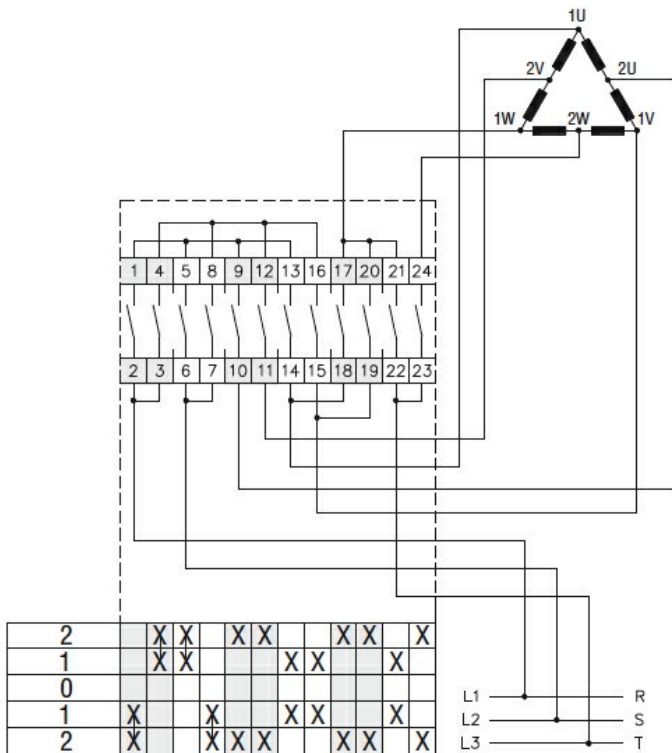 1U
2V 2U
1W 2W 1V
1 4 5 8 9 12 13 16 17 20 21 24
2 3 6 7 10 11 14 15 18 19 22 23
2 X X X X X X X
1 X X X X X
0
L1 R
1 X X X X X
L2 S
2 X X X X X X X
L3 T